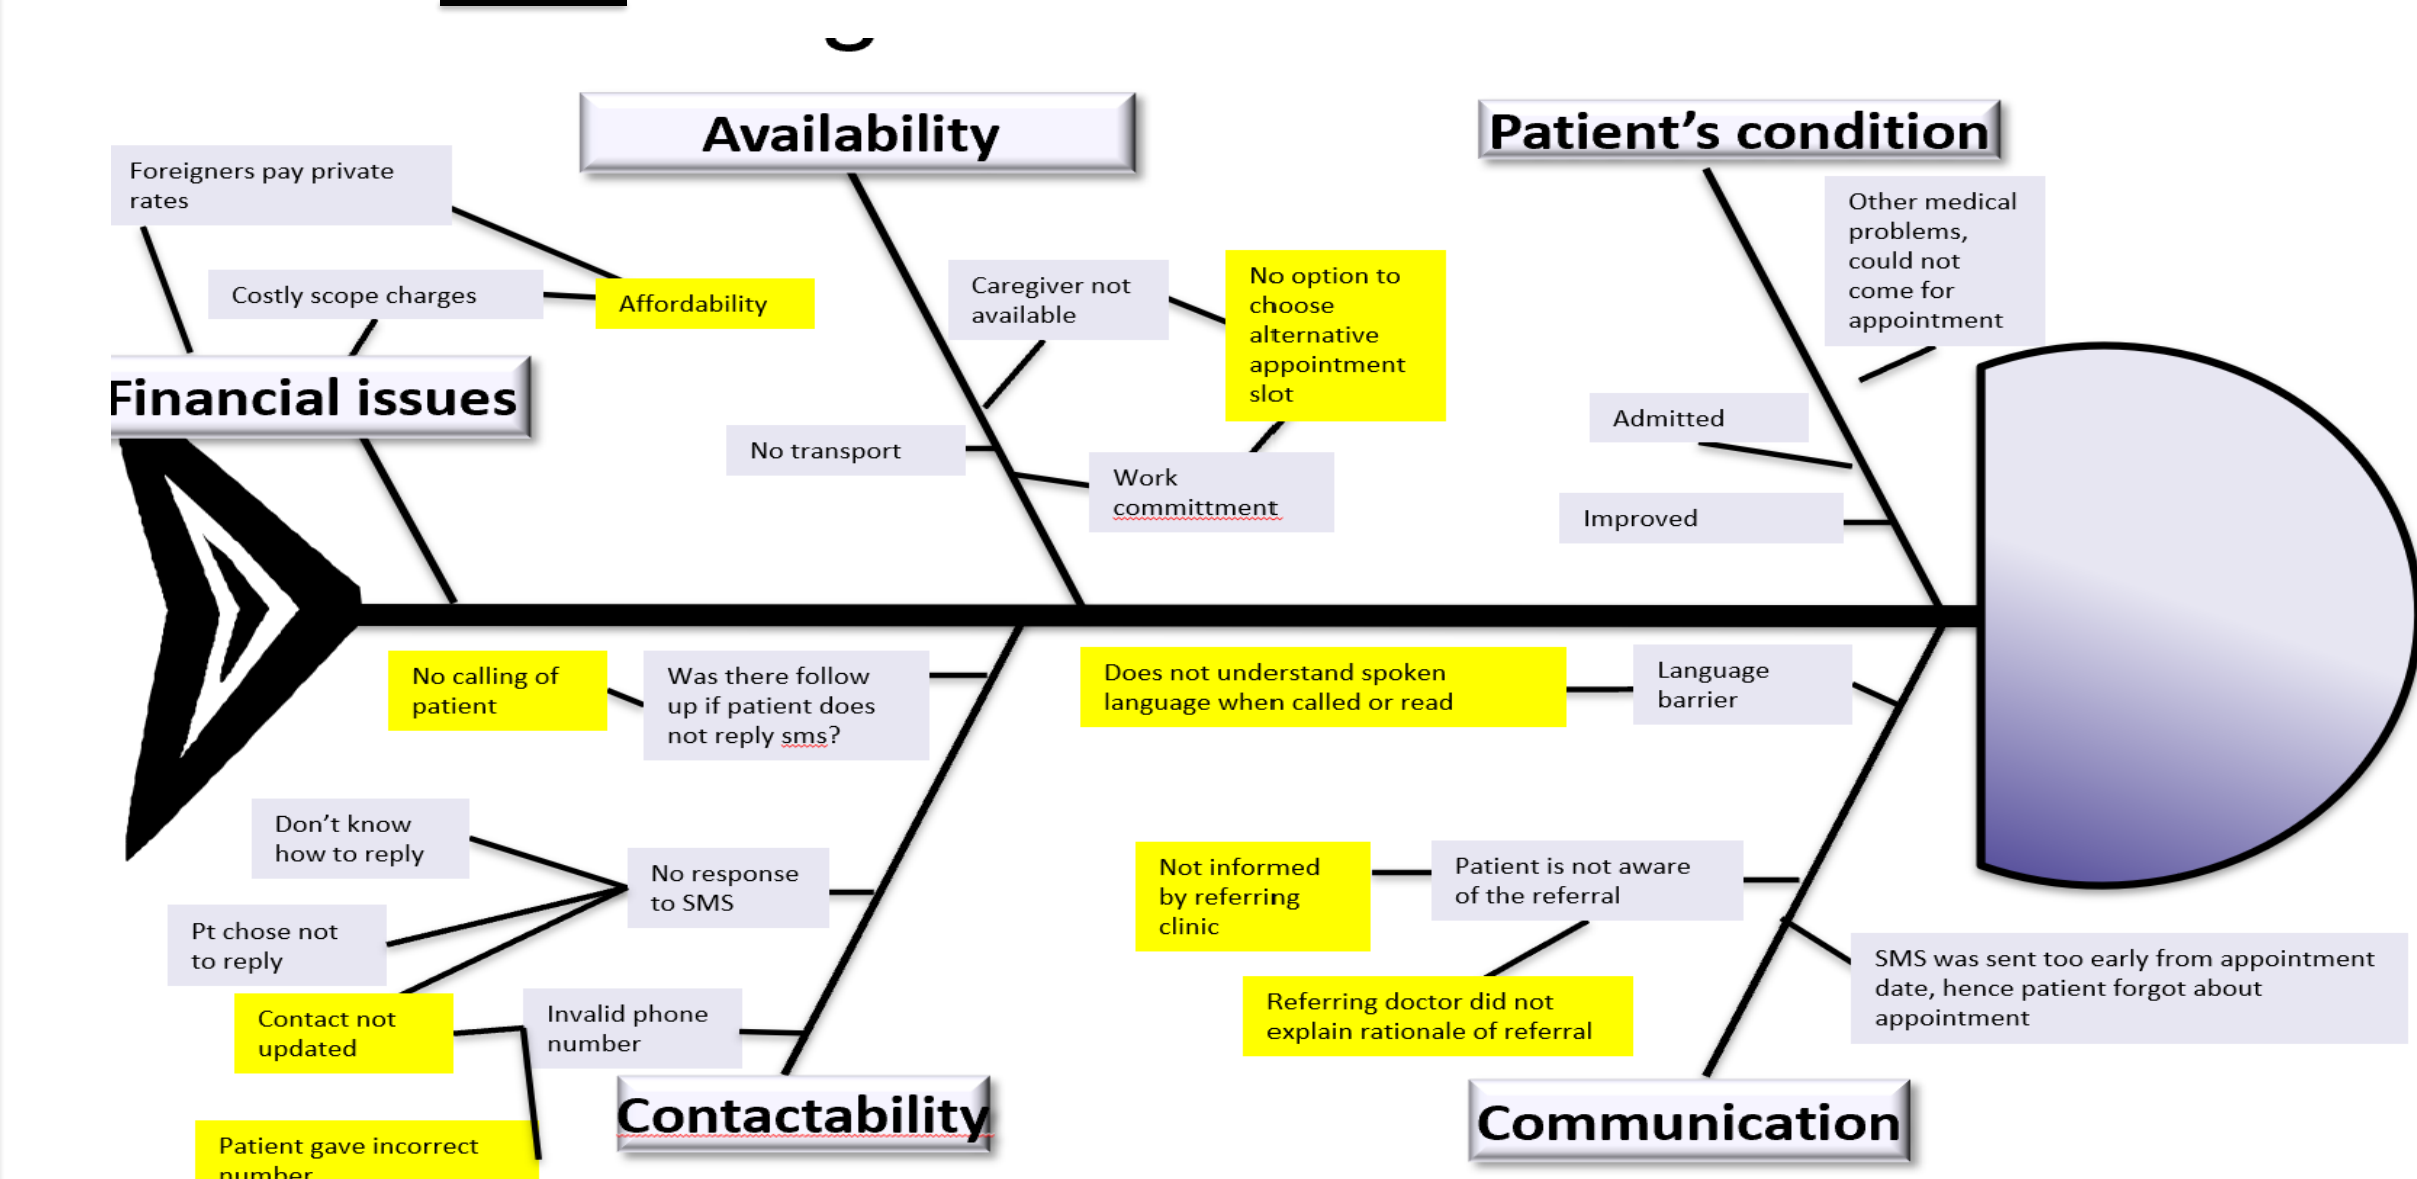 Availability
Patient’s condition
Foreigners pay private
rates
Costly scope charges
Affordability
Financial issues
Caregiver not
available
No option to
choose
alternative
appointment
slot
No transport
Work
committment
Other medical
problems,
could not
come for
appointment
Admitted
Improved
No calling of
patient
Was there follow
up if patient does
not reply sms?
Does not understand spoken
language when called or read
Language
barrier
Don’t know
how to reply
No response
to SMS
Pt chose not
to reply
Contact not
updated
Invalid phone
number
Patient gave incorrect
number
Contactability
Not informed
by referring
clinic
Patient is not aware
of the referral
Referring doctor did not
explain rationale of referral
SMS was sent too early from appointment
date, hence patient forgot about
appointment
Communication